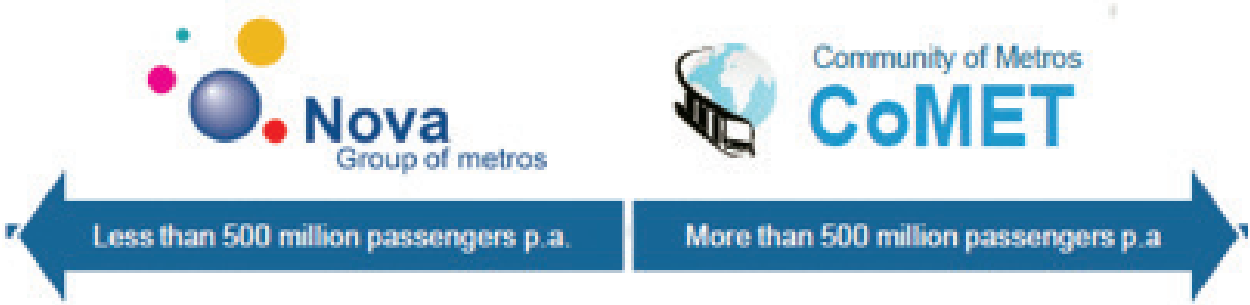 Nova
Group of metros
Community of Metros
CoMET
Less than 500 million passengers p.a.
More than 500 million passengers p.a